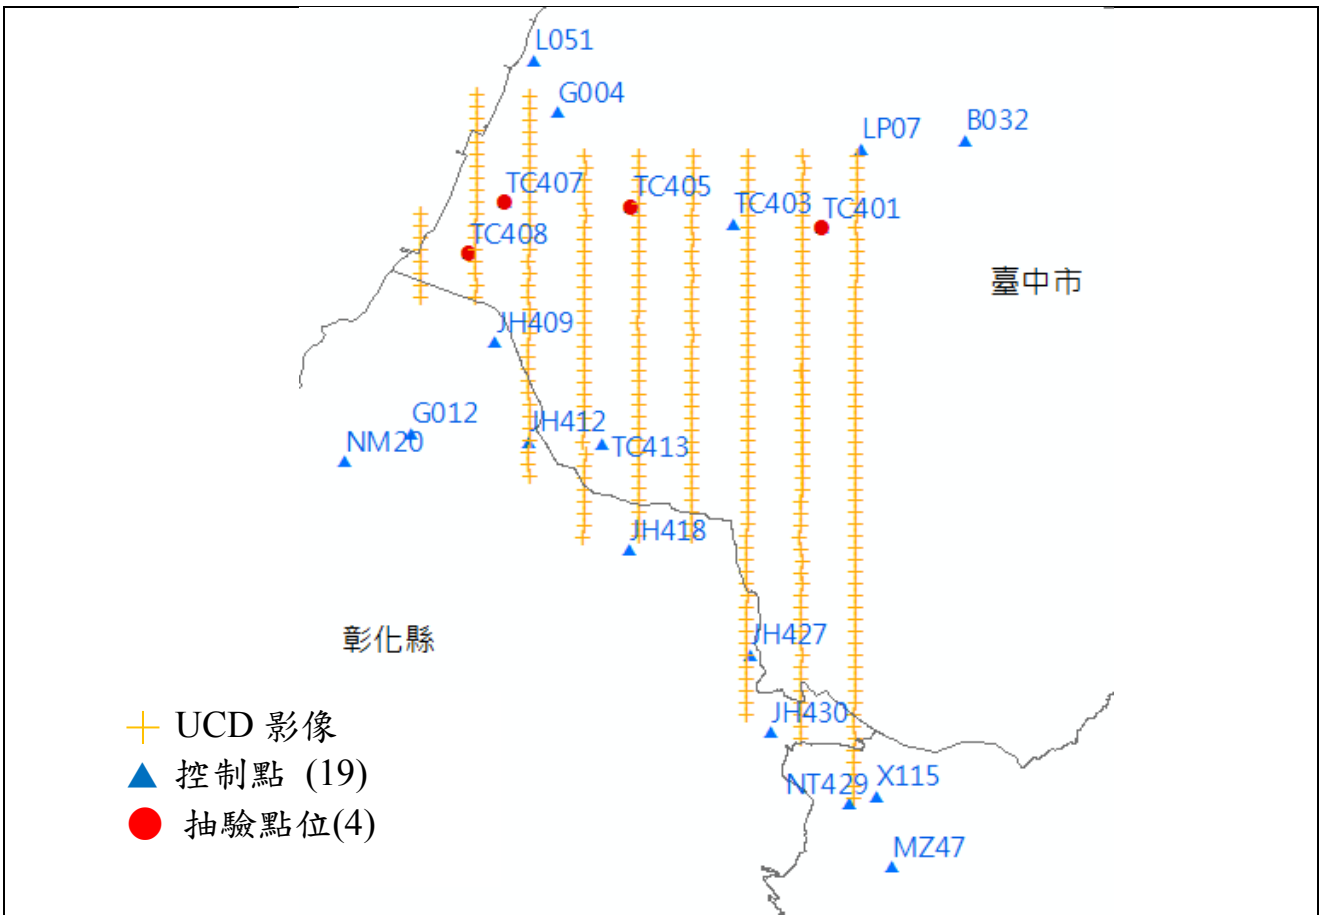 L051
G004
LP07
B032
TC407
TC405
TC403
TC401
TC408
臺中市
JH409
G012
JH412
NM20
TC413
JH418
彰化縣
JH427
JH430
UCD 影像
控制點 (19)
X115
NT429
抽驗點位(4)
MZ47